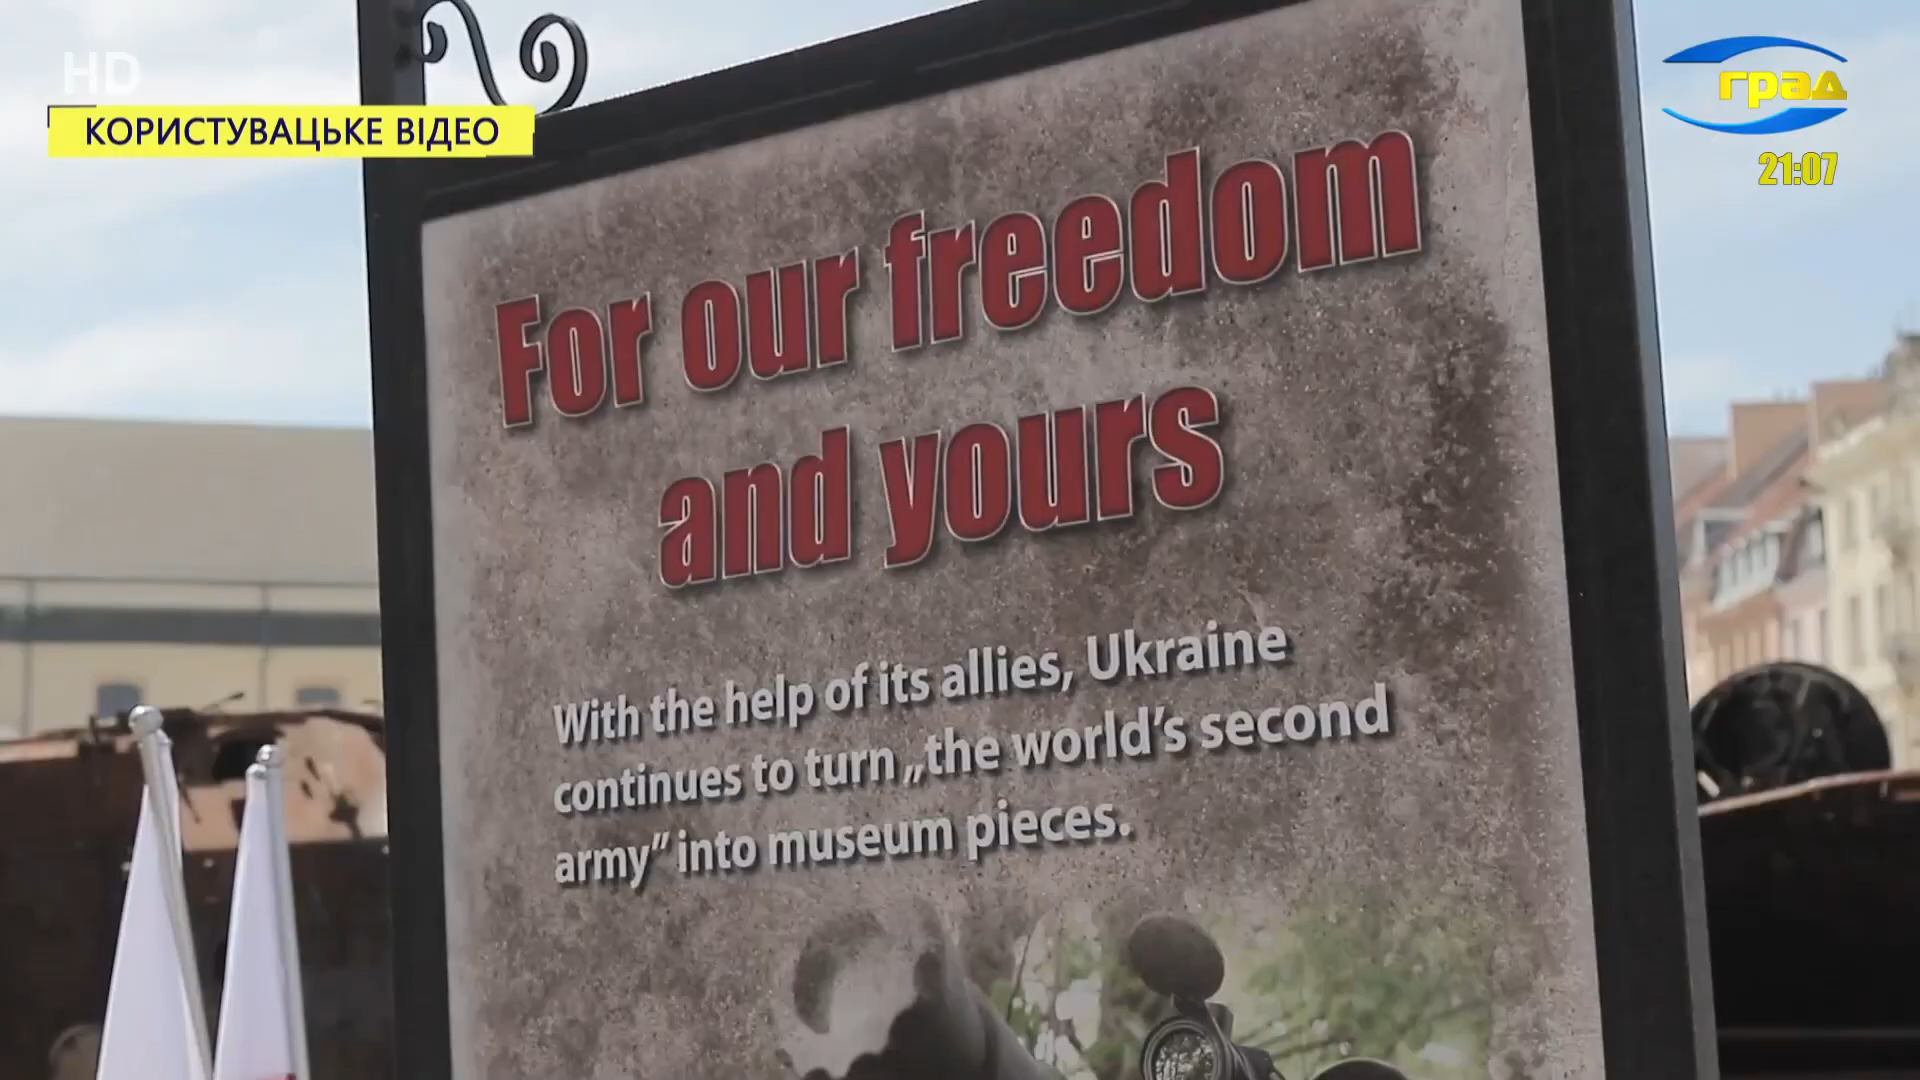 HD
КОРИСТУВАЦЬКЕ ВІДЕО
град
21:07
For our freedom
and yours
With the help of its allies, Ukraine
continues to turn „the world's second
army” into museum pieces.